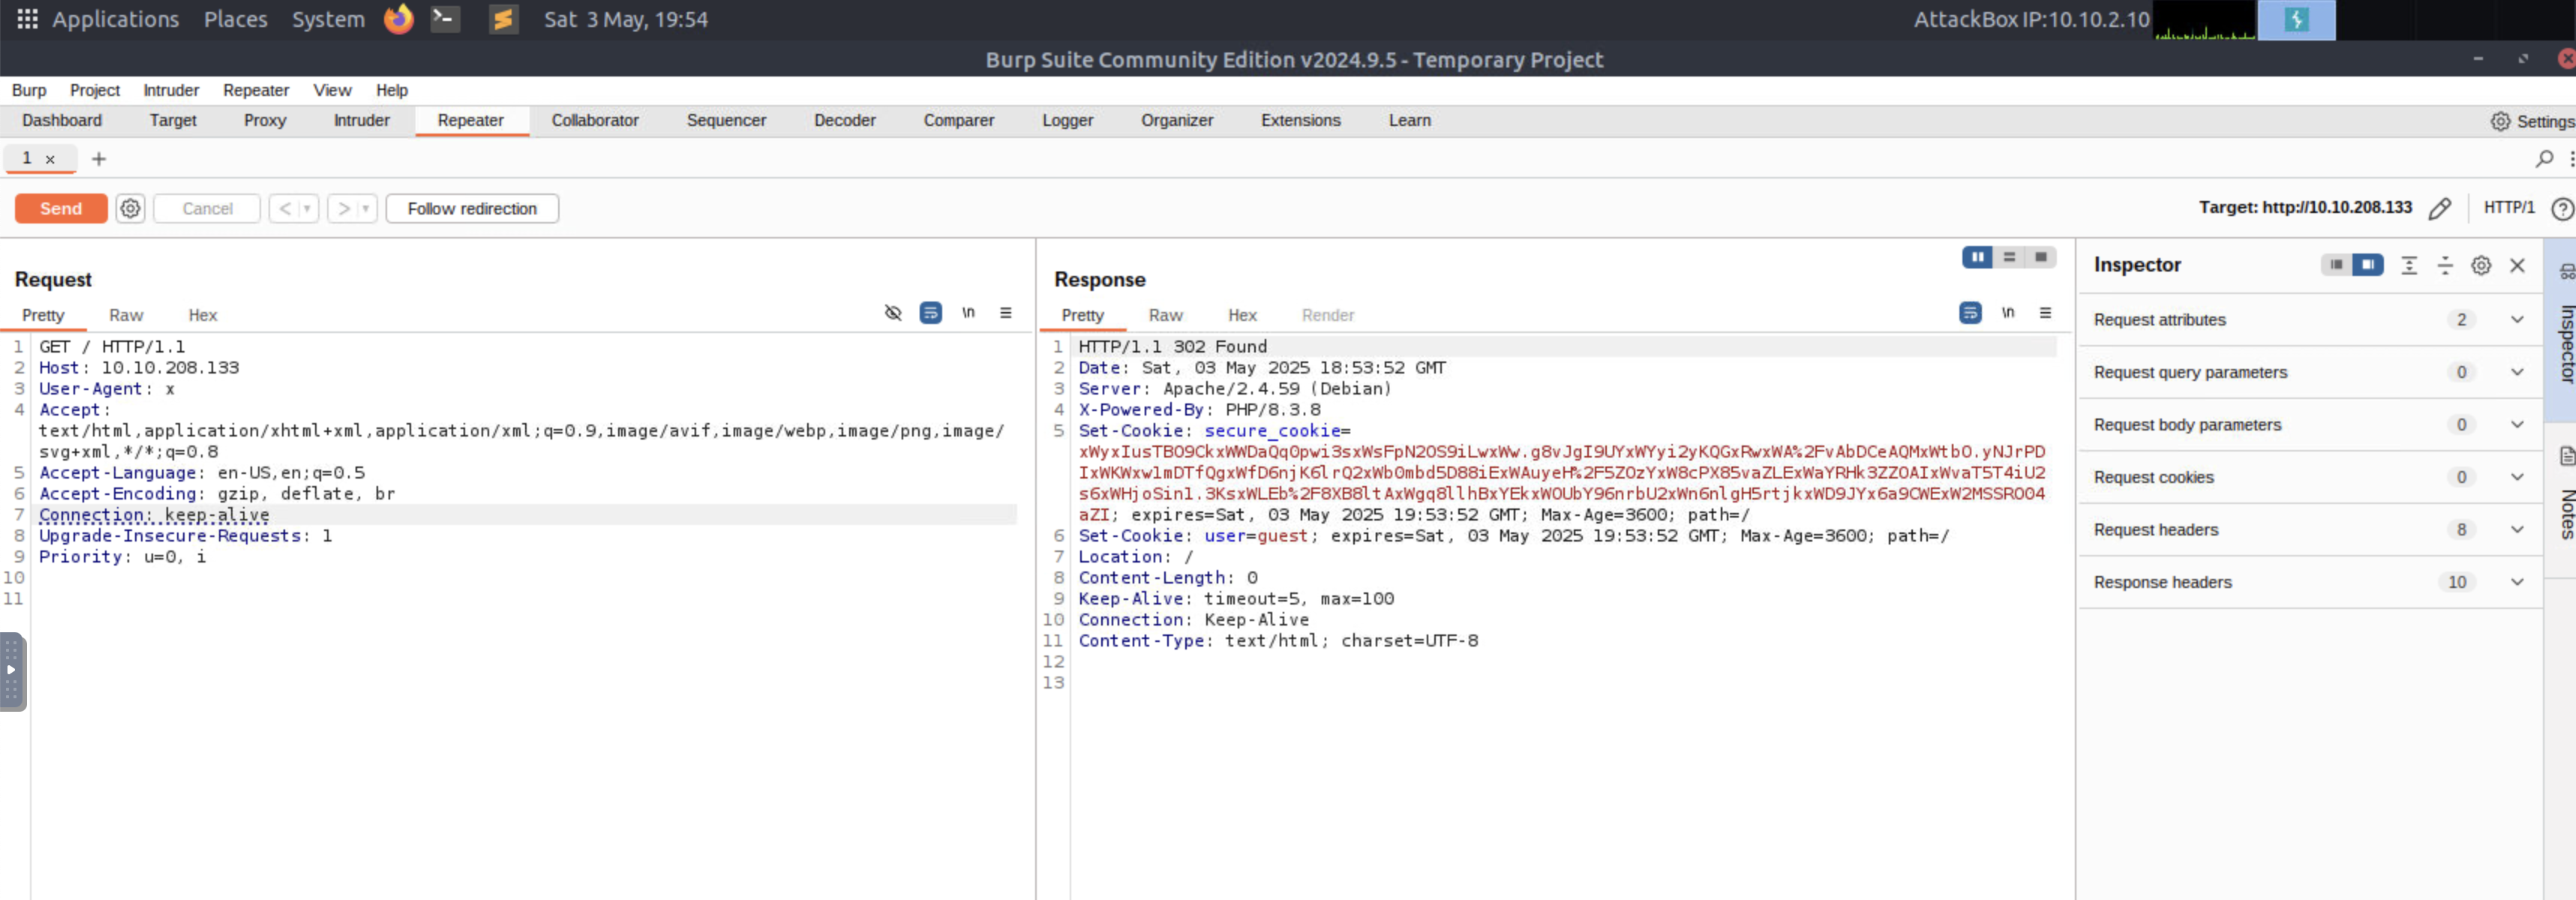 Applications Places System Sat 3 May, 19:54 AttackBox IP:10.10.2.10
Burp Suite Community Edition v2024.9.5 - Temporary Project
Burp Project Intruder Repeater View Help
Dashboard Target Proxy Intruder Repeater Collaborator Sequencer Decoder Comparer Logger Organizer Extensions Learn Settings
1 × +
Send Cancel < > Follow redirection Target: http://10.10.208.133 HTTP/1
Request
Pretty Raw Hex \n
1 GET / HTTP/1.1
2 Host: 10.10.208.133
3 User-Agent: x
4 Accept:
text/html,application/xhtml+xml,application/xml;q=0.9,image/avif,image/webp,image/png,image/
svg+xml,*/*;q=0.8
5 Accept-Language: en-US,en;q=0.5
6 Accept-Encoding: gzip, deflate, br
7 Connection: keep-alive
8 Upgrade-Insecure-Requests: 1
9 Priority: u=0, i
10
11
Response
Pretty Raw Hex Render \n
1 HTTP/1.1 302 Found
2 Date: Sat, 03 May 2025 18:53:52 GMT
3 Server: Apache/2.4.59 (Debian)
4 X-Powered-By: PHP/8.3.8
5 Set-Cookie: secure_cookie=
aZI; expires=Sat, 03 May 2025 19:53:52 GMT; Max-Age=3600; path=/
6 Set-Cookie: user=guest; expires=Sat, 03 May 2025 19:53:52 GMT; Max-Age=3600; path=/
7 Location: /
8 Content-Length: 0
9 Keep-Alive: timeout=5, max=100
10 Connection: Keep-Alive
11 Content-Type: text/html; charset=UTF-8
12
13
Inspector
Request attributes 2
Request query parameters 0
Request body parameters 0
Request cookies 0
Request headers 8
Response headers 10
Inspector
Notes